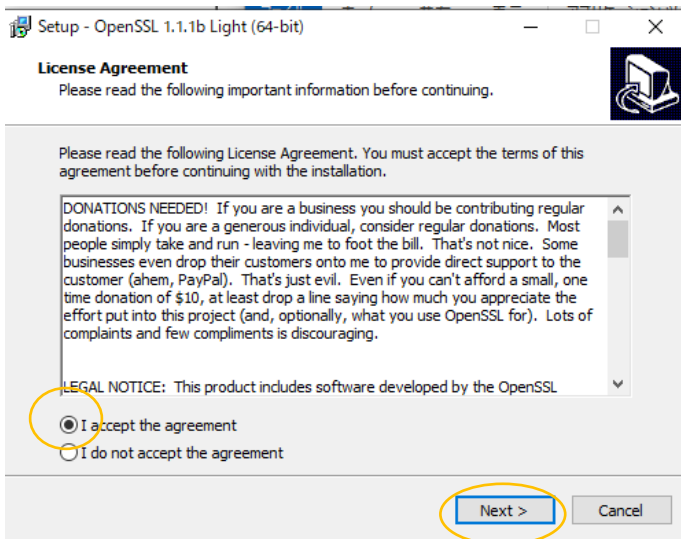 Setup - OpenSSL 1.1.1b Light (64-bit)
License Agreement
Please read the following important information before continuing.
Please read the following License Agreement. You must accept the terms of this
agreement before continuing with the installation.
DONATIONS NEEDED!  If you are a business you should be contributing regular
donations.  If you are a generous individual, consider regular donations.  Most
people simply take and run - leaving me to foot the bill.  That's not nice.  Some
businesses even drop their customers onto me to provide direct support to the
customer (ahem, PayPal).  That's just evil.  Even if you can't afford a small, one
time donation of $10, at least drop a line saying how much you appreciate the
effort put into this project (and, optionally, what you use OpenSSL for).  Lots of
complaints and few compliments is discouraging.
LEGAL NOTICE:  This product includes software developed by the OpenSSL
I accept the agreement
I do not accept the agreement
Next >
Cancel